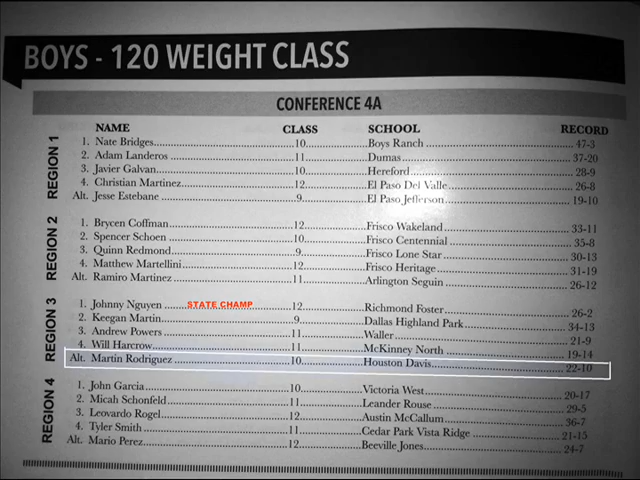 BOYS - 120 WEIGHT CLASS
CONFERENCE 4A
NAME CLASS SCHOOL RECORD
REGION 1
1. Nate Bridges 10 Boys Ranch 47-3
2. Adam Landeros 11 Dumas 37-20
3. Javier Galvan 10 Hereford 28-9
4. Christian Martinez 12 El Paso Del Valle 26-8
Alt. Jesse Estebane 9 El Paso Jefferson 19-10
REGION 2
1. Brycen Coffman 12 Frisco Wakeland 33-11
2. Spencer Schoen 10 Frisco Centennial 35-8
3. Quinn Redmond 9 Frisco Lone Star 30-13
4. Matthew Martellini 12 Frisco Heritage 31-19
Alt. Ramiro Martinez 11 Arlington Seguin 26-12
REGION 3
1. Johnny Nguyen STATE CHAMP 12 Richmond Foster 26-2
2. Keegan Martin 9 Dallas Highland Park 34-13
3. Andrew Powers 11 Waller 21-9
4. Will Harcrow 11 McKinney North 19-14
Alt. Martin Rodriguez 10 Houston Davis 22-10
REGION 4
1. John Garcia 10 Victoria West 20-17
2. Micah Schonfeld 11 Leander Rouse 29-5
3. Leovardo Rogel 12 Austin McCallum 36-7
4. Tyler Smith 11 Cedar Park Vista Ridge 21-15
Alt. Mario Perez 12 Beeville Jones 24-7